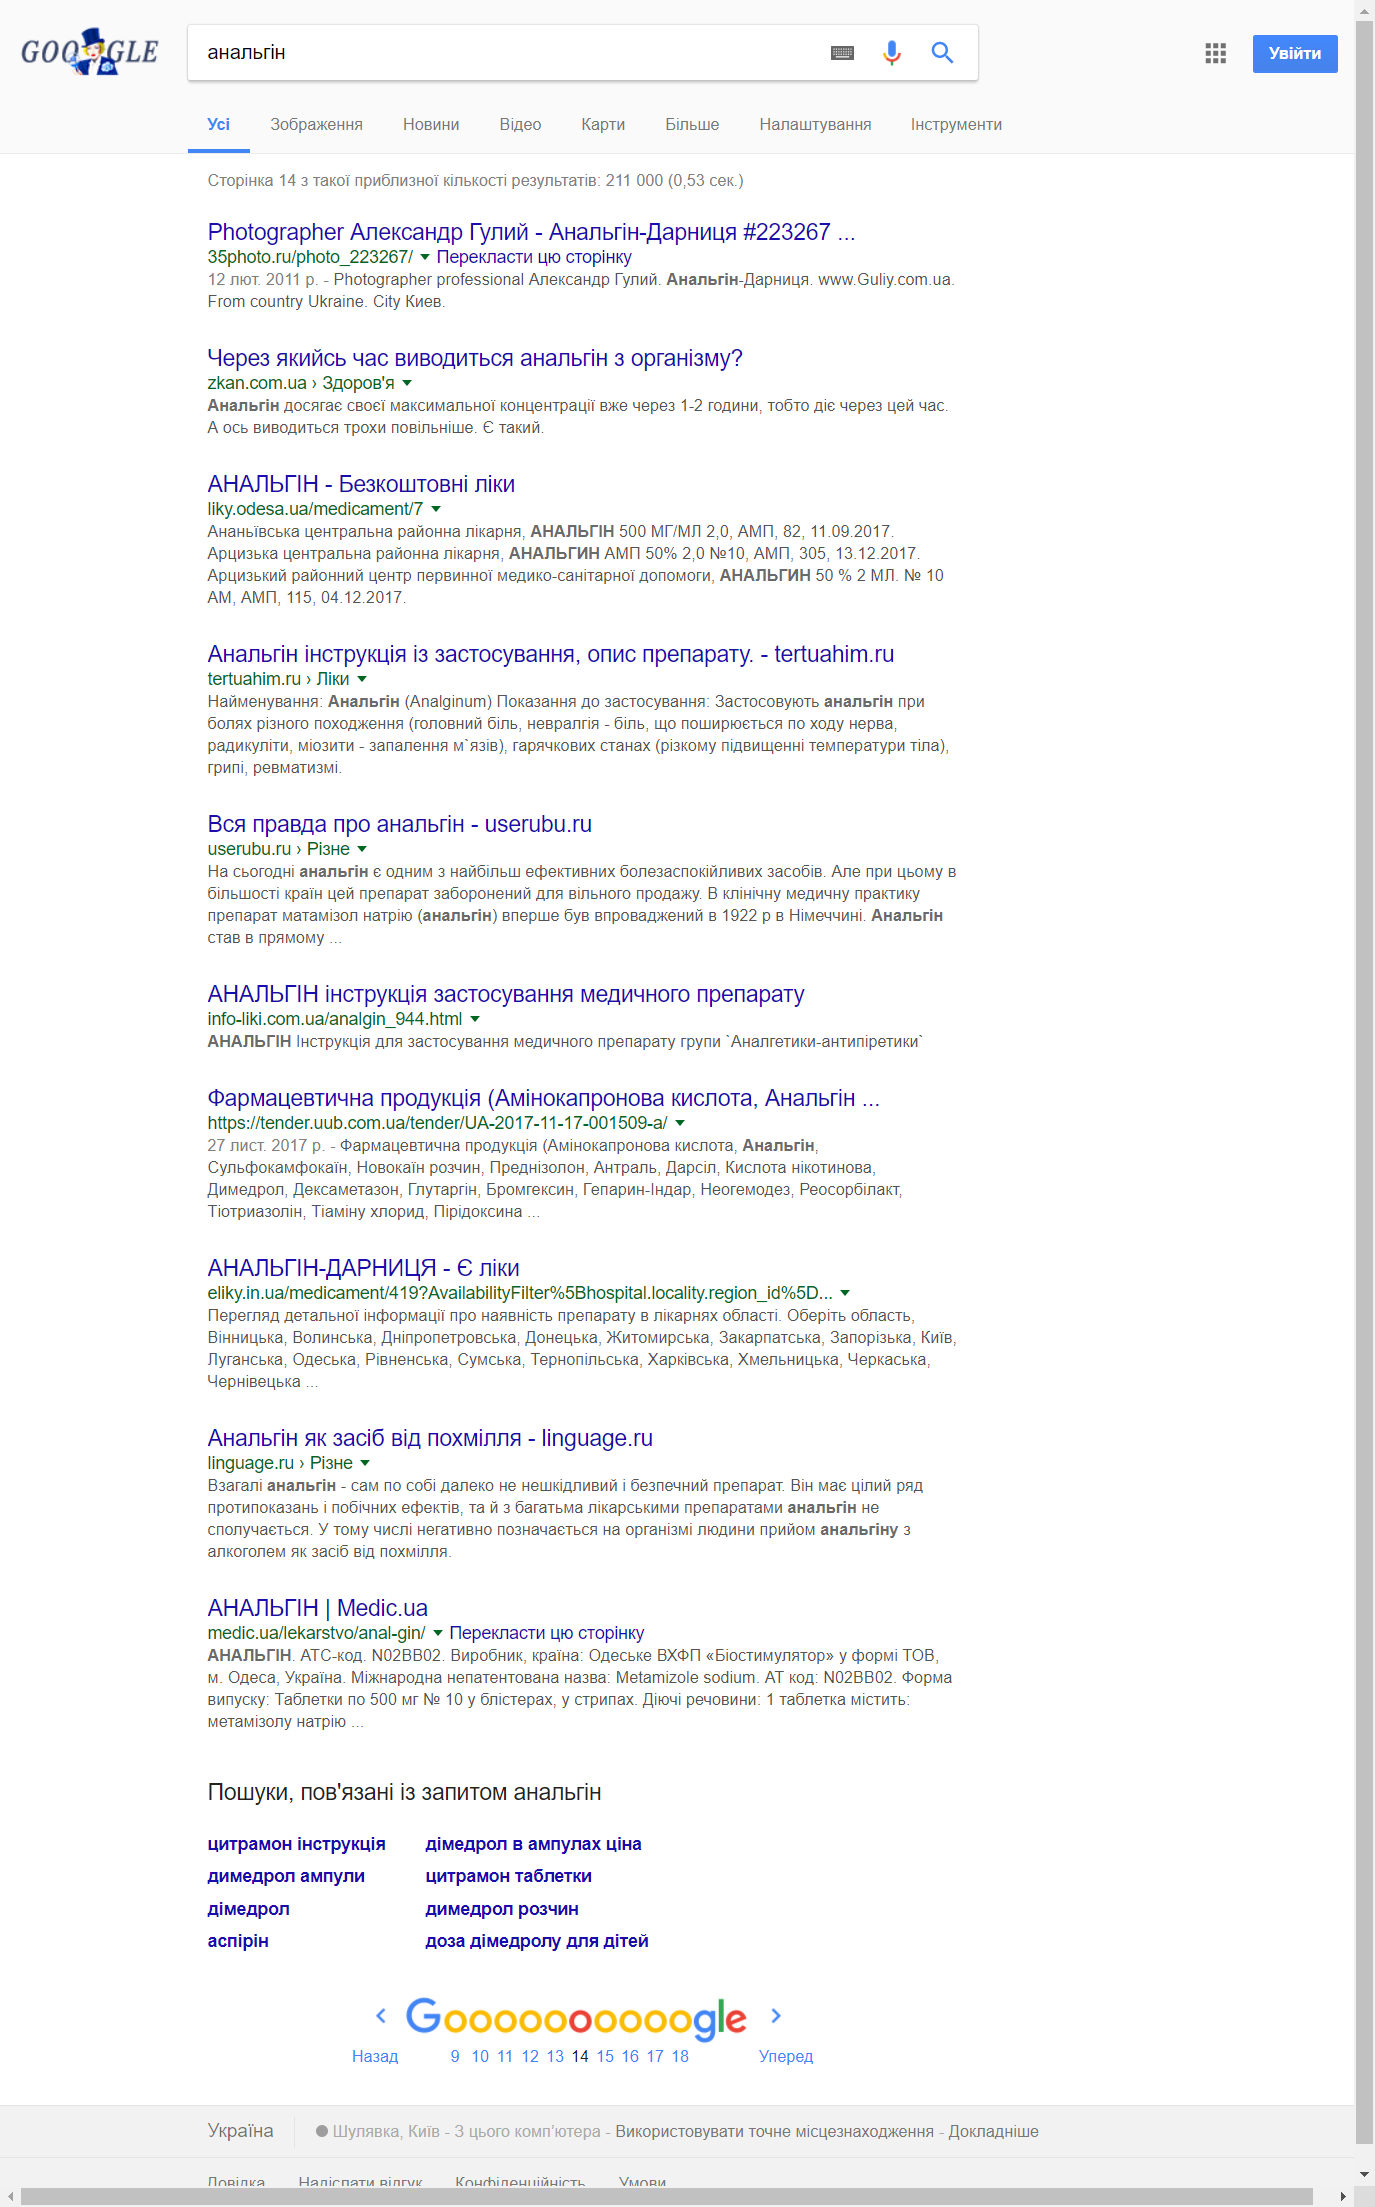 GOOGLE
анальгін
Увійти
Усі Зображення Новини Відео Карти Більше Налаштування Інструменти
Сторінка 14 з такої приблизної кількості результатів: 211 000 (0,53 сек.)
Photographer Александр Гулий - Анальгін-Дарниця #223267 ...
35photo.ru/photo_223267/ Перекласти цю сторінку
12 лют. 2011 р. - Photographer professional Александр Гулий. Анальгін-Дарниця. www.Guliy.com.ua.
From country Ukraine. City Киев.
Через якийсь час виводиться анальгін з організму?
zkan.com.ua › Здоров'я
Анальгін досягає своєї максимальної концентрації вже через 1-2 години, тобто діє через цей час.
А ось виводиться трохи повільніше. Є такий.
АНАЛЬГІН - Безкоштовні ліки
liky.odesa.ua/medicament/7
Ананьївська центральна районна лікарня, АНАЛЬГІН 500 МГ/МЛ 2,0, АМП, 82, 11.09.2017.
Арцизька центральна районна лікарня, АНАЛЬГИН АМП 50% 2,0 №10, АМП, 305, 13.12.2017.
Арцизький районний центр первинної медико-санітарної допомоги, АНАЛЬГИН 50 % 2 МЛ. № 10
АМ, АМП, 115, 04.12.2017.
Анальгін інструкція із застосування, опис препарату. - tertuahim.ru
tertuahim.ru › Ліки
Найменування: Анальгін (Analginum) Показання до застосування: Застосовують анальгін при
болях різного походження (головний біль, невралгія - біль, що поширюється по ходу нерва,
радикуліти, міозити - запалення м`язів), гарячкових станах (різкому підвищенні температури тіла),
грипі, ревматизмі.
Вся правда про анальгін - userubu.ru
userubu.ru › Різне
На сьогодні анальгін є одним з найбільш ефективних болезаспокійливих засобів. Але при цьому в
більшості країн цей препарат заборонений для вільного продажу. В клінічну медичну практику
препарат матамізол натрію (анальгін) вперше був впроваджений в 1922 р в Німеччині. Анальгін
став в прямому ...
АНАЛЬГІН інструкція застосування медичного препарату
info-liki.com.ua/analgin_944.html
АНАЛЬГІН Інструкція для застосування медичного препарату групи `Аналгетики-антипіретики`
Фармацевтична продукція (Амінокапронова кислота, Анальгін ...
https://tender.uub.com.ua/tender/UA-2017-11-17-001509-a/
27 лист. 2017 р. - Фармацевтична продукція (Амінокапронова кислота, Анальгін,
Сульфокамфокаїн, Новокаїн розчин, Преднізолон, Антраль, Дарсіл, Кислота нікотинова,
Димедрол, Дексаметазон, Глутаргін, Бромгексин, Гепарин-Індар, Неогемодез, Реосорбілакт,
Тіотриазолін, Тіаміну хлорид, Пірідоксина ...
АНАЛЬГІН-ДАРНИЦЯ - Є ліки
eliky.in.ua/medicament/419?AvailabilityFilter%5Bhospital.locality.region_id%5D...
Перегляд детальної інформації про наявність препарату в лікарнях області. Оберіть область,
Вінницька, Волинська, Дніпропетровська, Донецька, Житомирська, Закарпатська, Запорізька, Київ,
Луганська, Одеська, Рівненська, Сумська, Тернопільська, Харківська, Хмельницька, Черкаська,
Чернівецька ...
Анальгін як засіб від похмілля - linguage.ru
linguage.ru › Різне
Взагалі анальгін - сам по собі далеко не нешкідливий і безпечний препарат. Він має цілий ряд
протипоказань і побічних ефектів, та й з багатьма лікарськими препаратами анальгін не
сполучається. У тому числі негативно позначається на організмі людини прийом анальгіну з
алкоголем як засіб від похмілля.
АНАЛЬГІН | Medic.ua
medic.ua/lekarstvo/anal-gin/ Перекласти цю сторінку
АНАЛЬГІН. АТС-код. N02BB02. Виробник, країна: Одеське ВХФП «Біостимулятор» у формі ТОВ,
м. Одеса, Україна. Міжнародна непатентована назва: Metamizole sodium. АТ код: N02BB02. Форма
випуску: Таблетки по 500 мг № 10 у блістерах, у стрипах. Діючі речовини: 1 таблетка містить:
метамізолу натрію ...
Пошуки, пов'язані із запитом анальгін
цитрамон інструкція дімедрол в ампулах ціна
димедрол ампули цитрамон таблетки
дімедрол димедрол розчин
аспірін доза дімедролу для дітей
Goooooooooogle
Назад 9 10 11 12 13 14 15 16 17 18 Уперед
Україна Шулявка, Київ - З цього комп'ютера - Використовувати точне місцезнаходження - Докладніше
Довідка Надіслати відгук Конфіденційність Умови